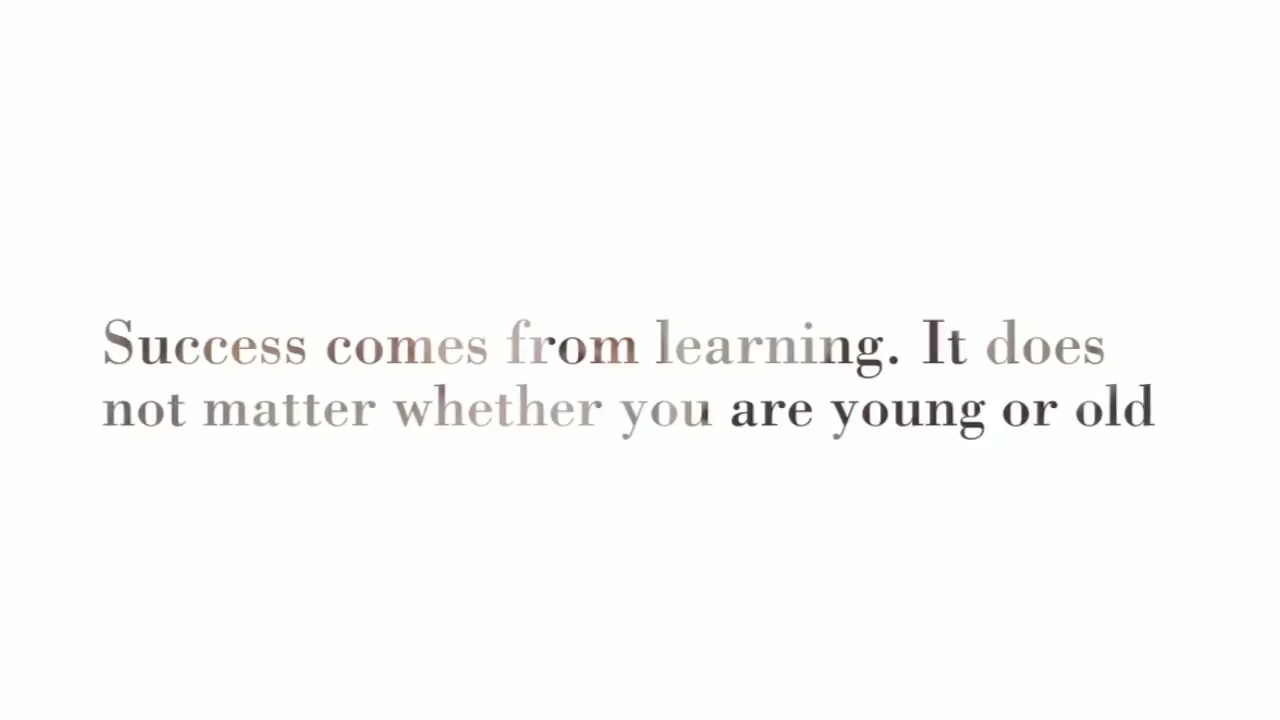 Success comes from learning. It does
not matter whether you are young or old